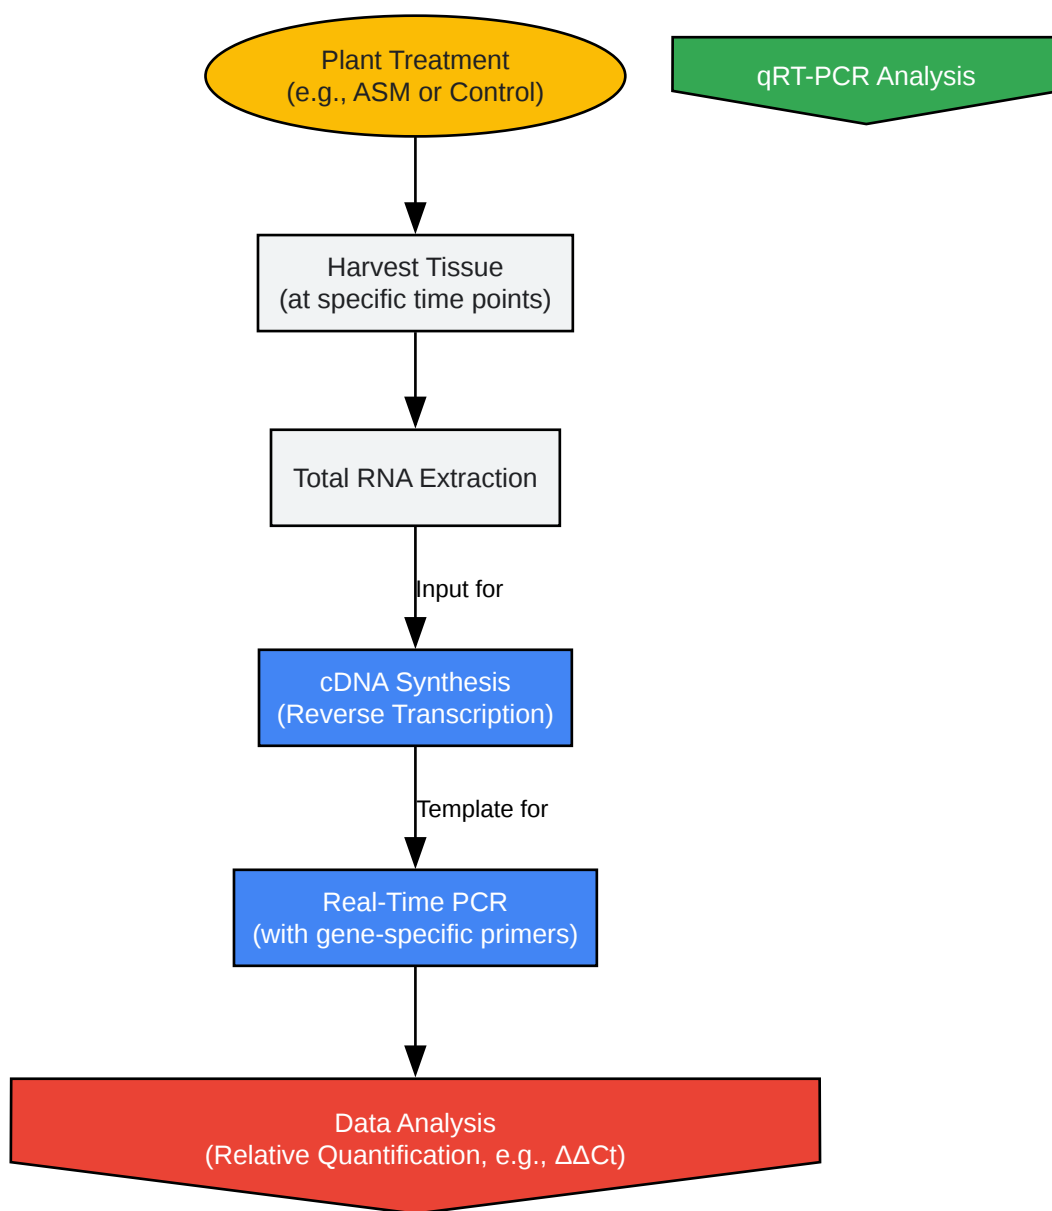 Plant Treatment
(e.g., ASM or Control)
qRT-PCR Analysis
Harvest Tissue
(at specific time points)
Total RNA Extraction
Input for
cDNA Synthesis
(Reverse Transcription)
Template for
Real-Time PCR
(with gene-specific primers)
Data Analysis
(Relative Quantification, e.g., ΔΔCt)